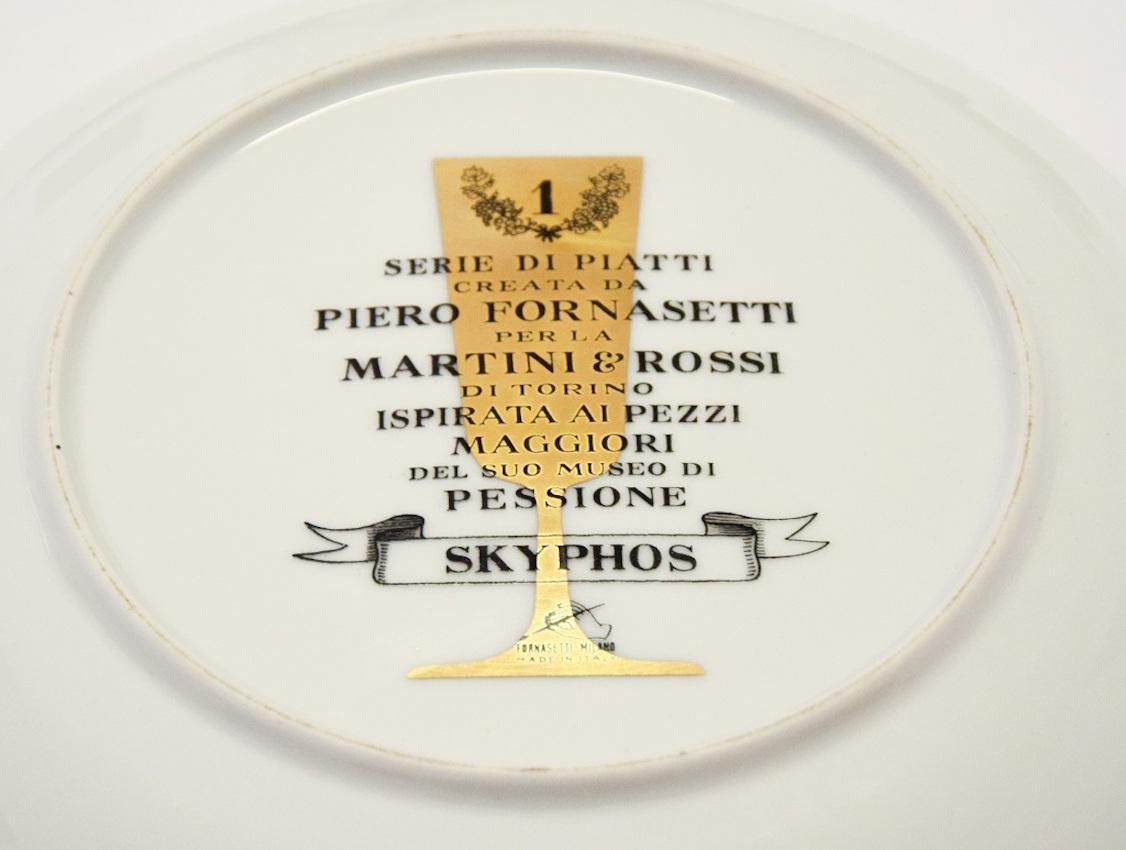 1
SERIE DI PIATTI
CREATA DA
PIERO FORNASETTI
PER LA
MARTINI & ROSSI
DI TORINO
ISPIRATA AI PEZZI
MAGGIORI
DEL SUO MUSEO DI
PESSIONE
SKYPHOS
FORNASETTI MILANO
MADE IN ITALY